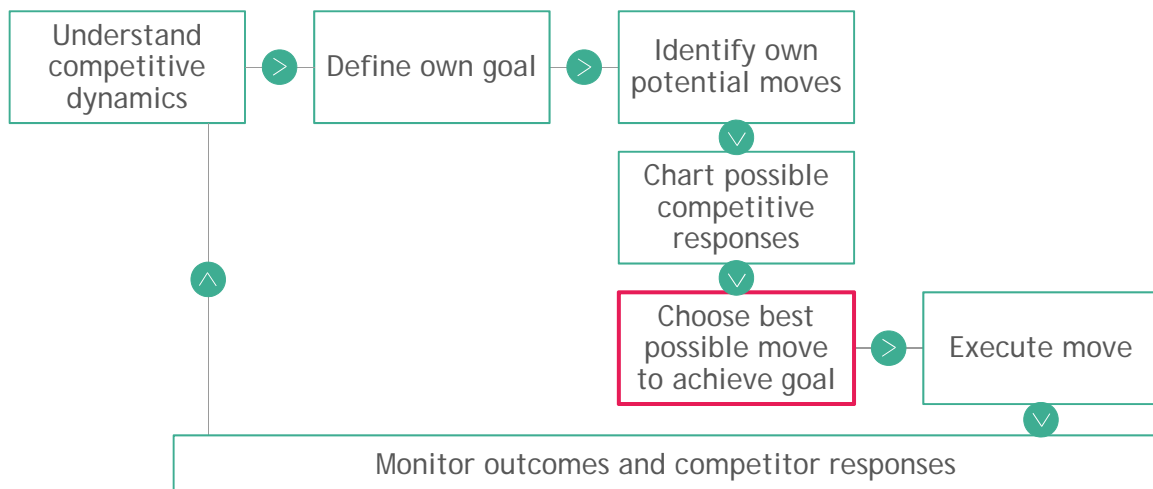 Understand
competitive
dynamics
Define own goal
Identify own
potential moves
Chart possible
competitive
responses
Choose best
possible move
to achieve goal
Execute move
Monitor outcomes and competitor responses